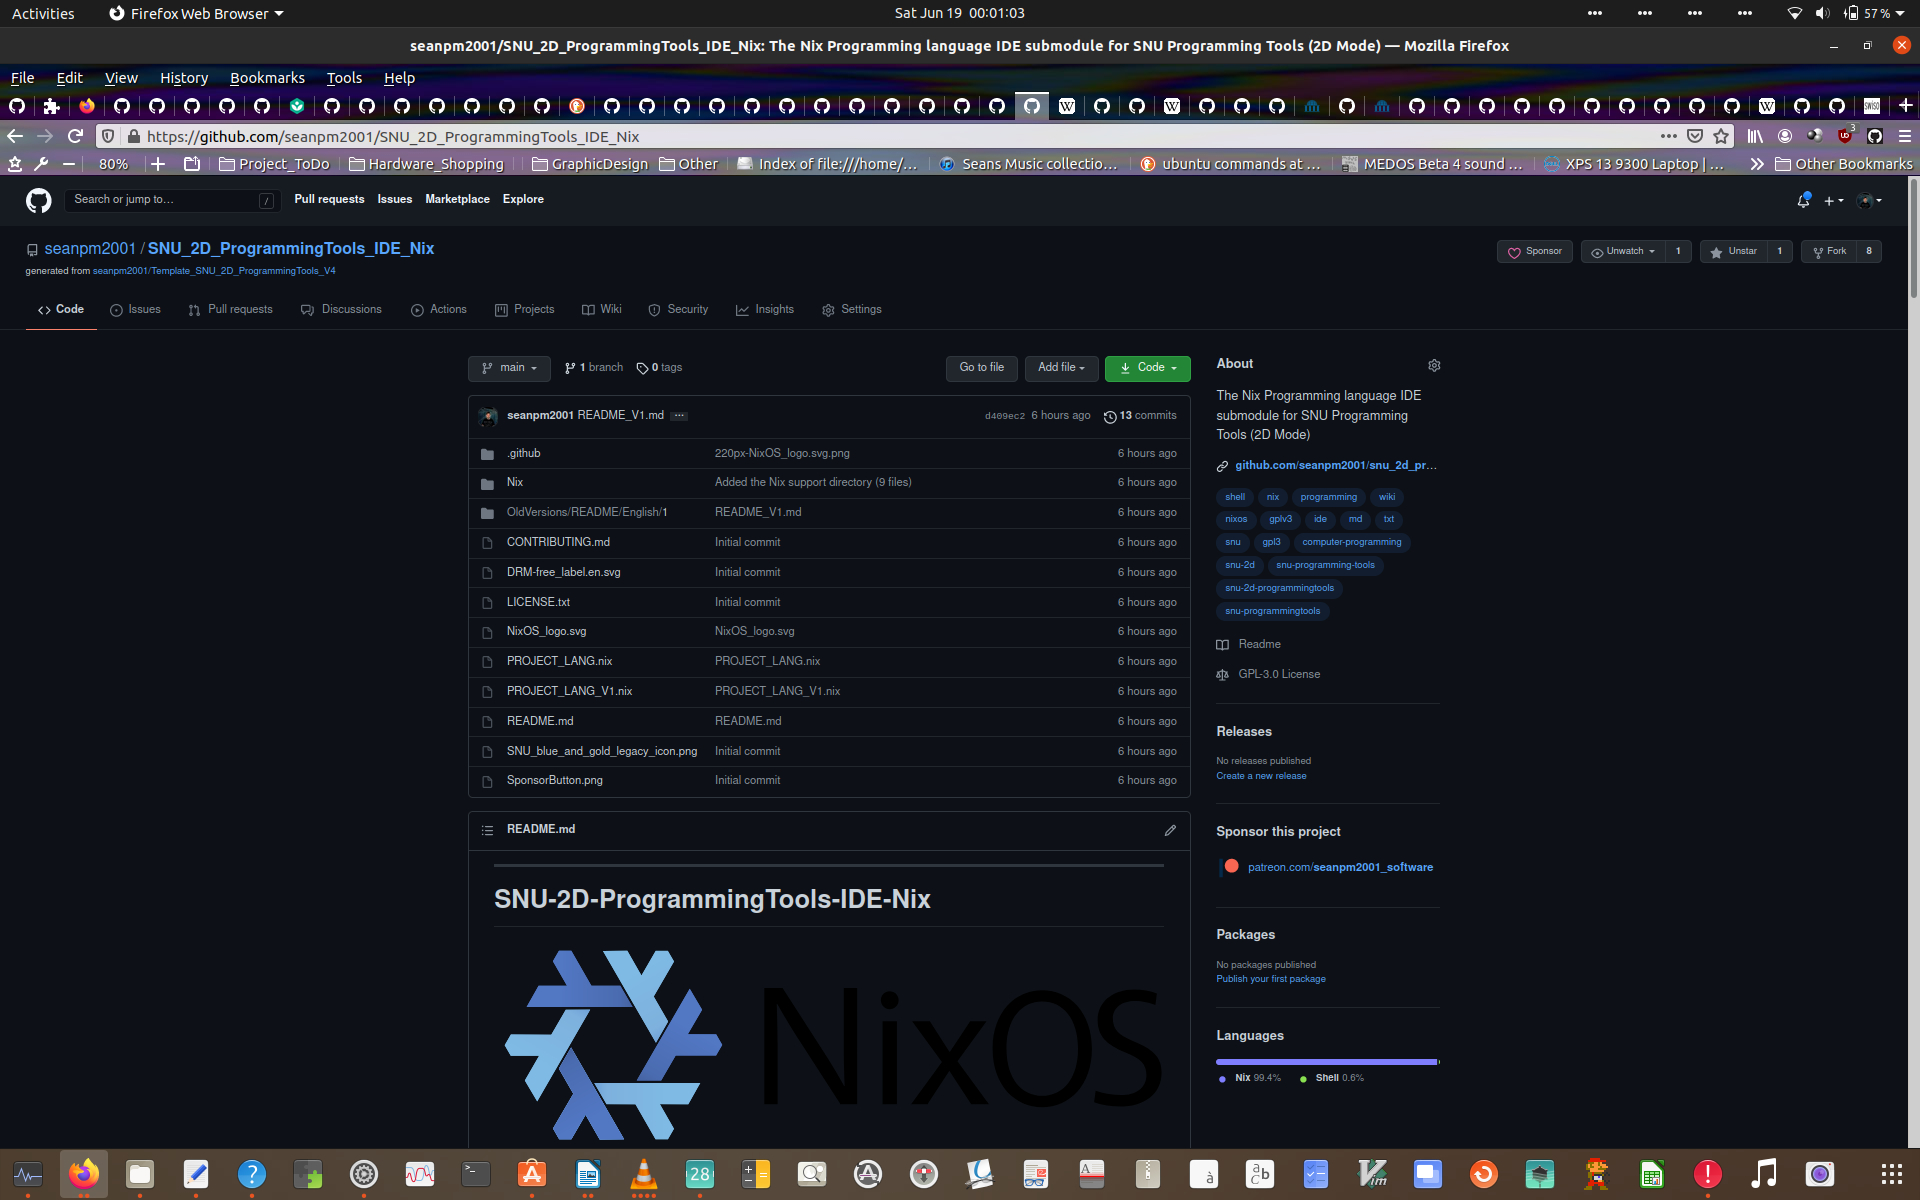 Activities
Firefox Web Browser
Sat Jun 19 00:01:03
57 %
seanpm2001/SNU_2D_ProgrammingTools_IDE_Nix: The Nix Programming language IDE submodule for SNU Programming Tools (2D Mode) — Mozilla Firefox
File Edit View History Bookmarks Tools Help
https://github.com/seanpm2001/SNU_2D_ProgrammingTools_IDE_Nix
3
80%
Project_ToDo
Hardware_Shopping
GraphicDesign
Other
Index of file:///home/...
Seans Music collectio...
ubuntu commands at ...
MEDOS Beta 4 sound ...
XPS 13 9300 Laptop | ...
Other Bookmarks
Search or jump to...
/
Pull requests Issues Marketplace Explore
seanpm2001 / SNU_2D_ProgrammingTools_IDE_Nix
generated from seanpm2001/Template_SNU_2D_ProgrammingTools_V4
Sponsor
Unwatch 1
Unstar 1
Fork 8
Code Issues Pull requests Discussions Actions Projects Wiki Security Insights Settings
main 1 branch 0 tags
Go to file Add file Code
seanpm2001 README_V1.md ... d409ec2 6 hours ago 13 commits
.github 220px-NixOS_logo.svg.png 6 hours ago
Nix Added the Nix support directory (9 files) 6 hours ago
OldVersions/README/English/1 README_V1.md 6 hours ago
CONTRIBUTING.md Initial commit 6 hours ago
DRM-free_label.en.svg Initial commit 6 hours ago
LICENSE.txt Initial commit 6 hours ago
NixOS_logo.svg NixOS_logo.svg 6 hours ago
PROJECT_LANG.nix PROJECT_LANG.nix 6 hours ago
PROJECT_LANG_V1.nix PROJECT_LANG_V1.nix 6 hours ago
README.md README.md 6 hours ago
SNU_blue_and_gold_legacy_icon.png Initial commit 6 hours ago
SponsorButton.png Initial commit 6 hours ago
README.md
SNU-2D-ProgrammingTools-IDE-Nix
NixOS
About
The Nix Programming language IDE
submodule for SNU Programming
Tools (2D Mode)
github.com/seanpm2001/snu_2d_pr...
shell nix programming wiki
nixos gplv3 ide md txt
snu gpl3 computer-programming
snu-2d snu-programming-tools
snu-2d-programmingtools
snu-programmingtools
Readme
GPL-3.0 License
Releases
No releases published
Create a new release
Sponsor this project
patreon.com/seanpm2001_software
Packages
No packages published
Publish your first package
Languages
Nix 99.4% Shell 0.6%
28